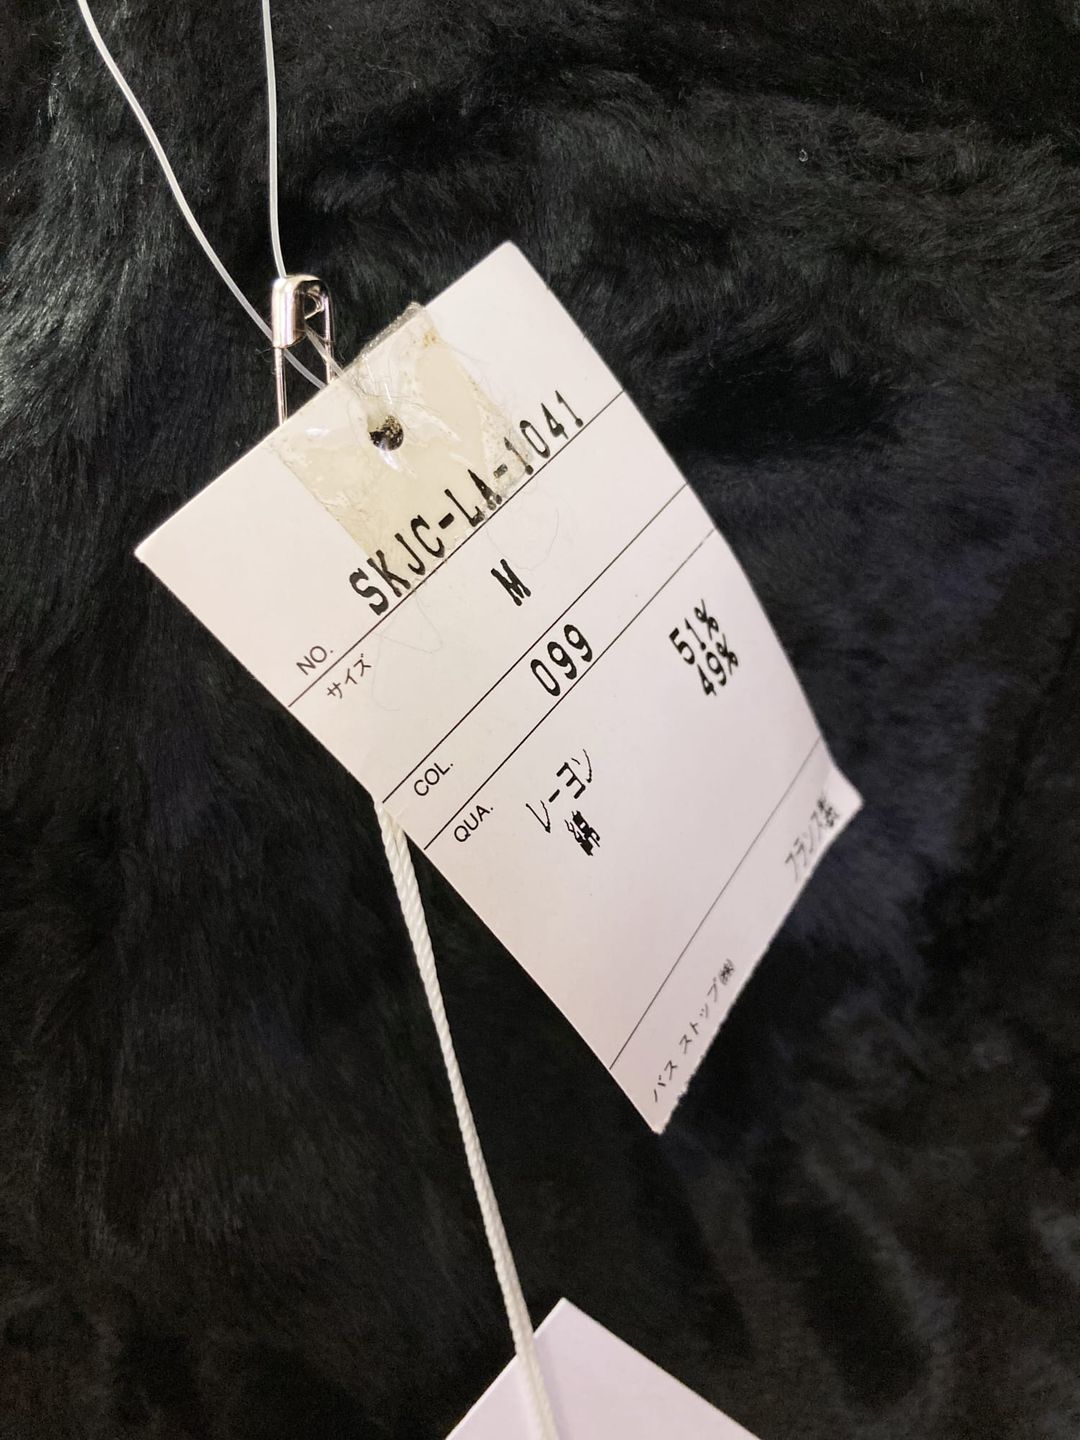 NO. SKJC-LA-1041
サイズ M
COL. 099
QUA. レーヨン 51%
綿 49%
フランス製
バス ストップ(株)